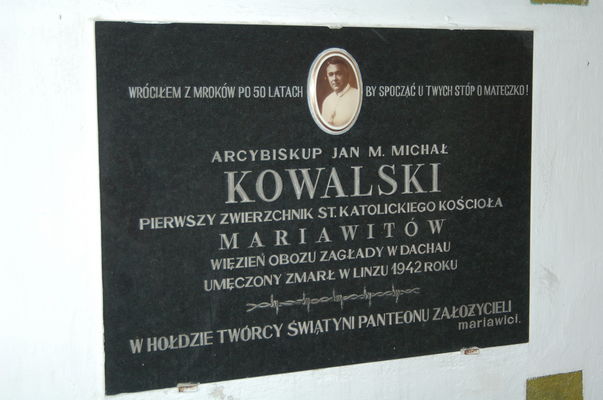 WRÓCIŁEM Z MROKÓW PO 50 LATACH BY SPOCZĄĆ U TWYCH STÓP O MATECZKO!
ARCYBISKUP JAN M. MICHAŁ
KOWALSKI
PIERWSZY ZWIERZCHNIK ST. KATOLICKIEGO KOŚCIOŁA
MARIAWITÓW
WIĘZIEŃ OBOZU ZAGŁADY W DACHAU
UMĘCZONY ZMARŁ W LINZU 1942 ROKU
W HOŁDZIE TWÓRCY ŚWIĄTYNI PANTEONU ZAŁOŻYCIELI
mariawici.